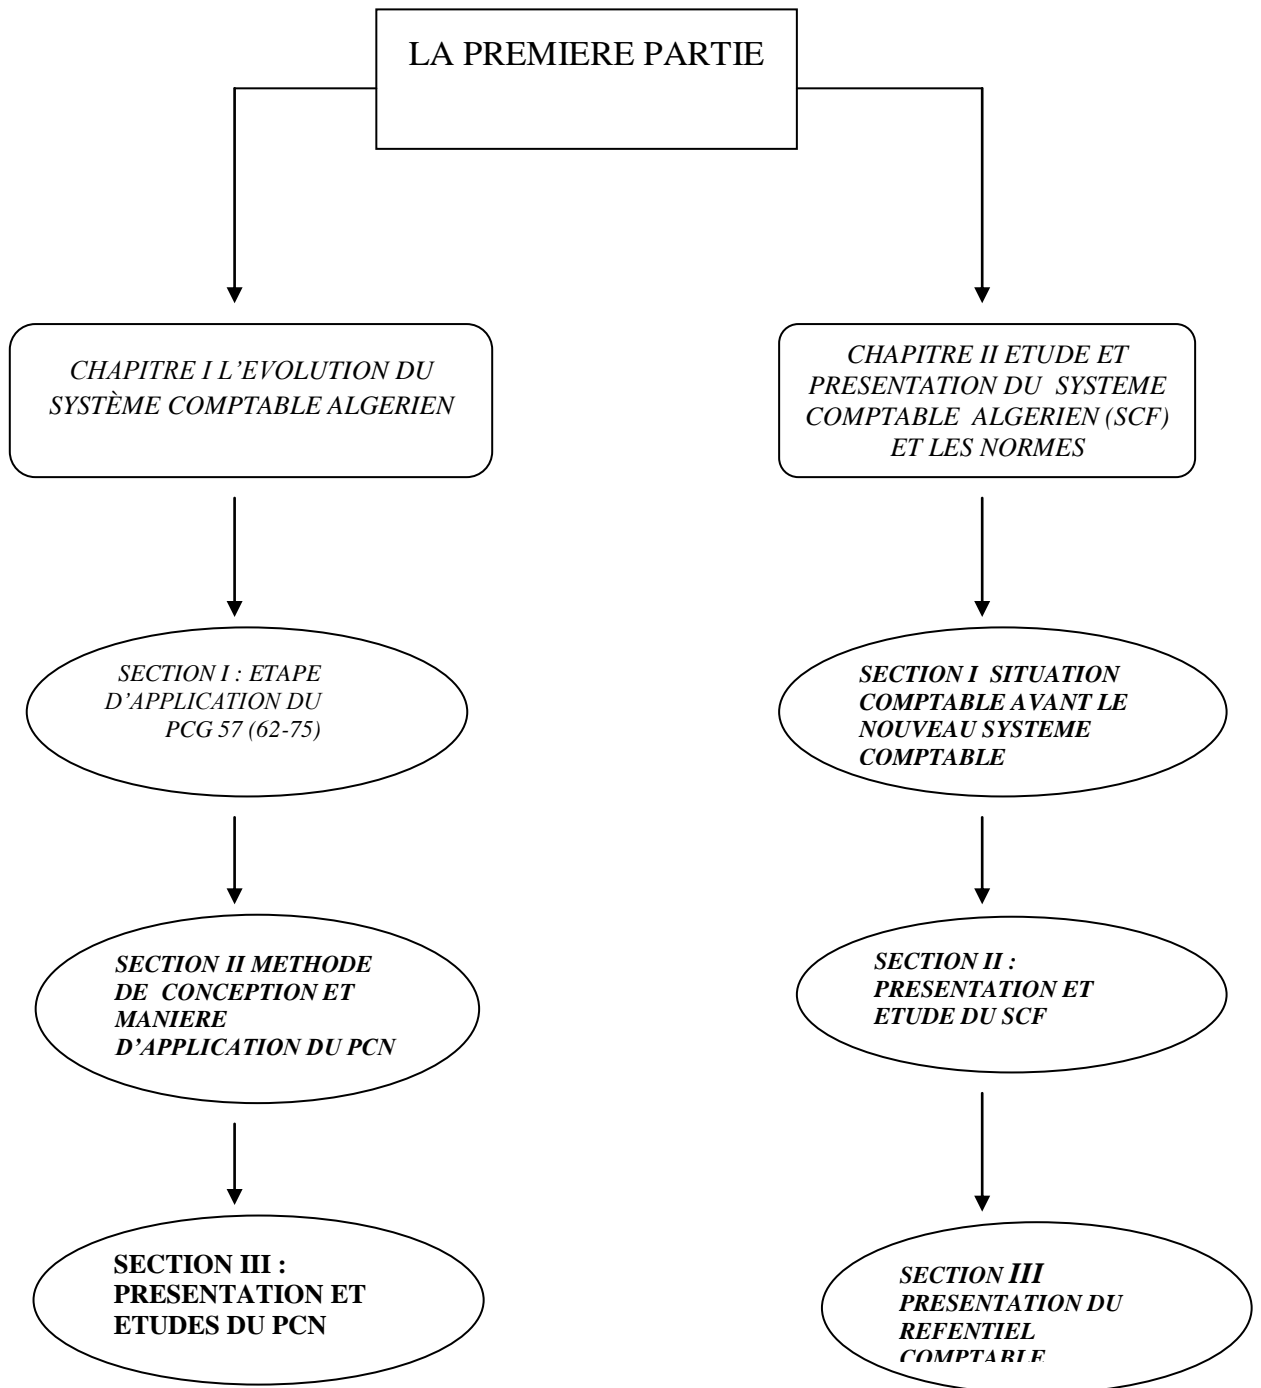 LA PREMIERE PARTIE
CHAPITRE I L’EVOLUTION DU
SYSTÈME COMPTABLE ALGERIEN
CHAPITRE II ETUDE ET
PRESENTATION DU SYSTEME
COMPTABLE ALGERIEN (SCF)
ET LES NORMES
SECTION I : ETAPE
D’APPLICATION DU
PCG 57 (62-75)
SECTION I SITUATION
COMPTABLE AVANT LE
NOUVEAU SYSTEME
COMPTABLE
SECTION II METHODE
DE CONCEPTION ET
MANIERE
D’APPLICATION DU PCN
SECTION II :
PRESENTATION ET
ETUDE DU SCF
SECTION III :
PRESENTATION ET
ETUDES DU PCN
SECTION III
PRESENTATION DU
REFENTIEL
COMPTABLE